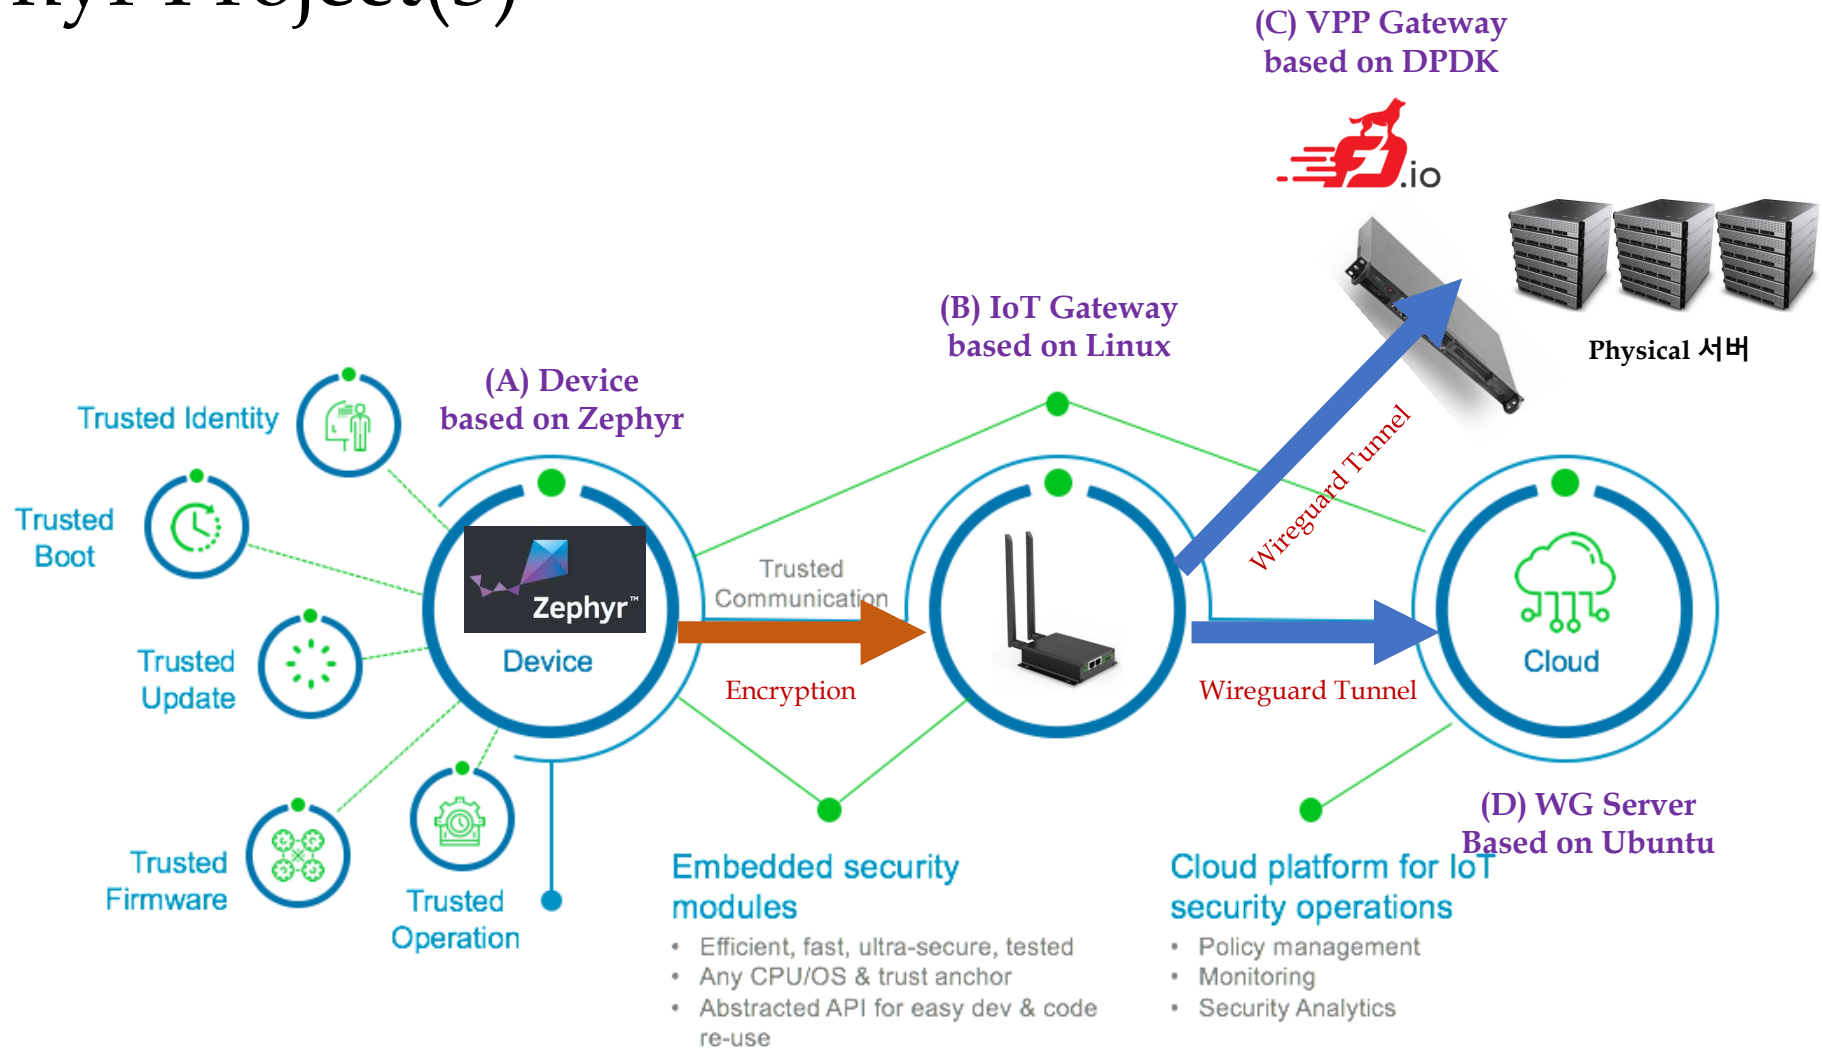 (C) VPP Gateway
based on DPDK
.io
Physical 서버
(B) IoT Gateway
based on Linux
(A) Device
based on Zephyr
Trusted Identity
Trusted
Boot
Trusted
Update
Trusted
Firmware
Trusted
Operation
Zephyr™
Device
Trusted
Communication
Encryption
Wireguard Tunnel
Wireguard Tunnel
Cloud
(D) WG Server
Based on Ubuntu
Embedded security
modules
• Efficient, fast, ultra-secure, tested
• Any CPU/OS & trust anchor
• Abstracted API for easy dev & code
re-use
Cloud platform for IoT
security operations
• Policy management
• Monitoring
• Security Analytics